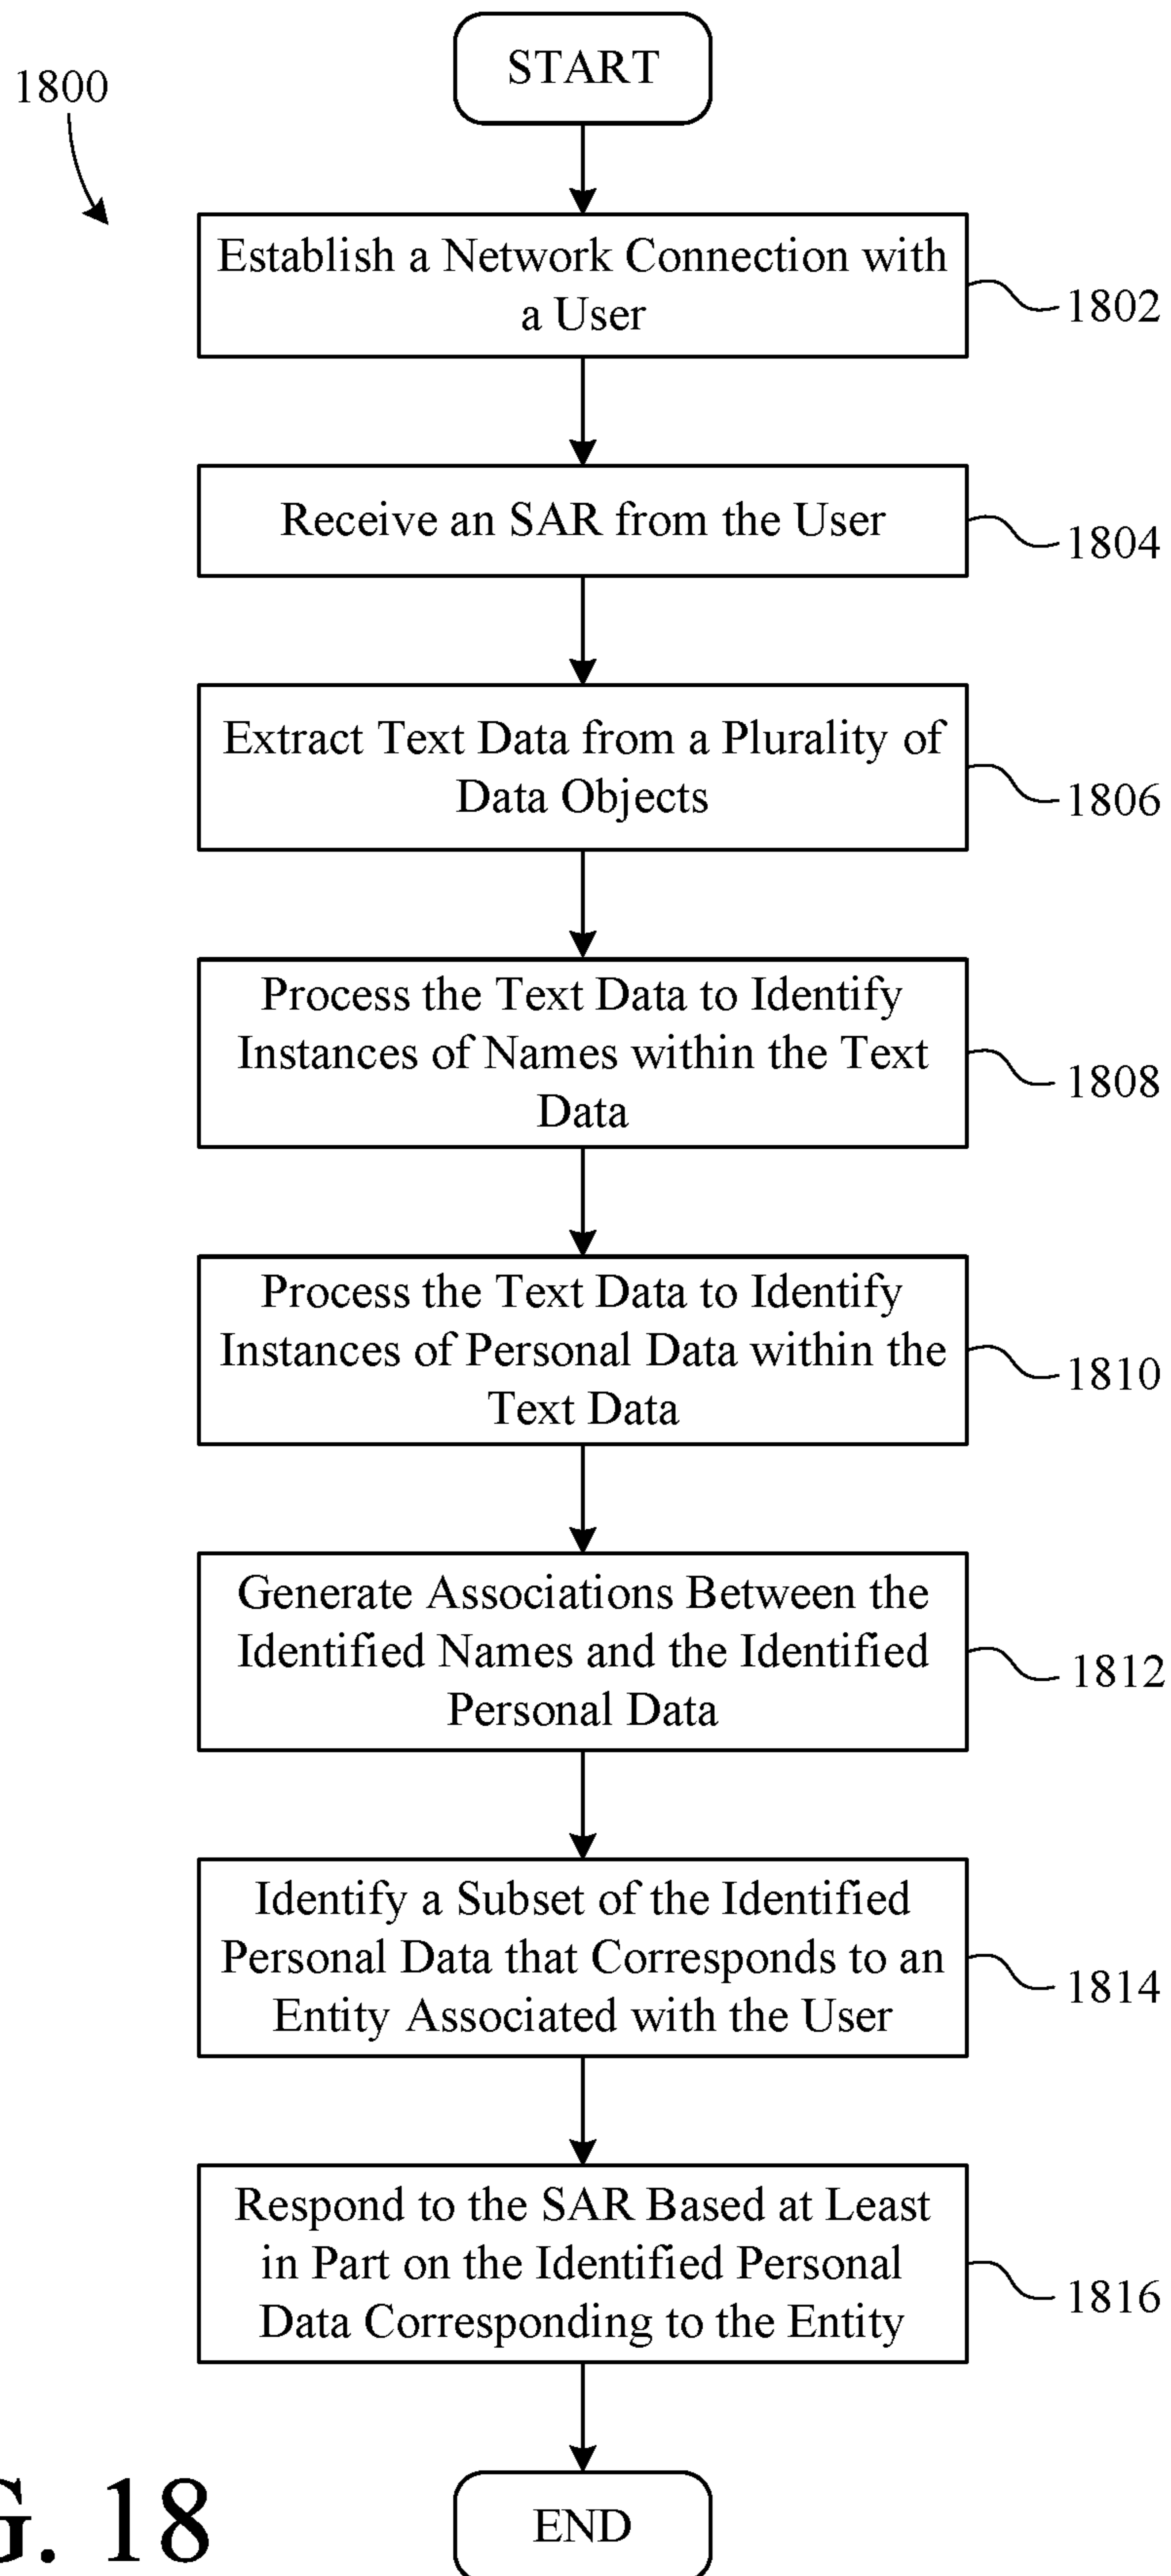 START
1800
Establish a Network Connection with
a User
1802
Receive an SAR from the User
1804
Extract Text Data from a Plurality of
Data Objects
1806
Process the Text Data to Identify
Instances of Names within the Text
Data
1808
Process the Text Data to Identify
Instances of Personal Data within the
Text Data
1810
Generate Associations Between the
Identified Names and the Identified
Personal Data
1812
Identify a Subset of the Identified
Personal Data that Corresponds to an
Entity Associated with the User
1814
Respond to the SAR Based at Least
in Part on the Identified Personal
Data Corresponding to the Entity
1816
END
G. 18